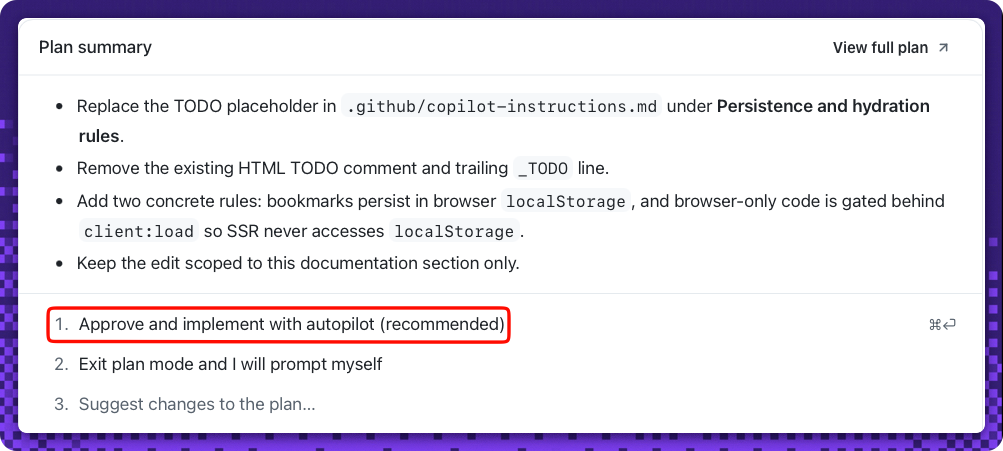 Plan summary
View full plan ↗
• Replace the TODO placeholder in .github/copilot-instructions.md under Persistence and hydration
rules.
• Remove the existing HTML TODO comment and trailing _TODO line.
• Add two concrete rules: bookmarks persist in browser localStorage, and browser-only code is gated behind
client:load so SSR never accesses localStorage.
• Keep the edit scoped to this documentation section only.
1. Approve and implement with autopilot (recommended)
⌘⏎
2. Exit plan mode and I will prompt myself
3. Suggest changes to the plan...